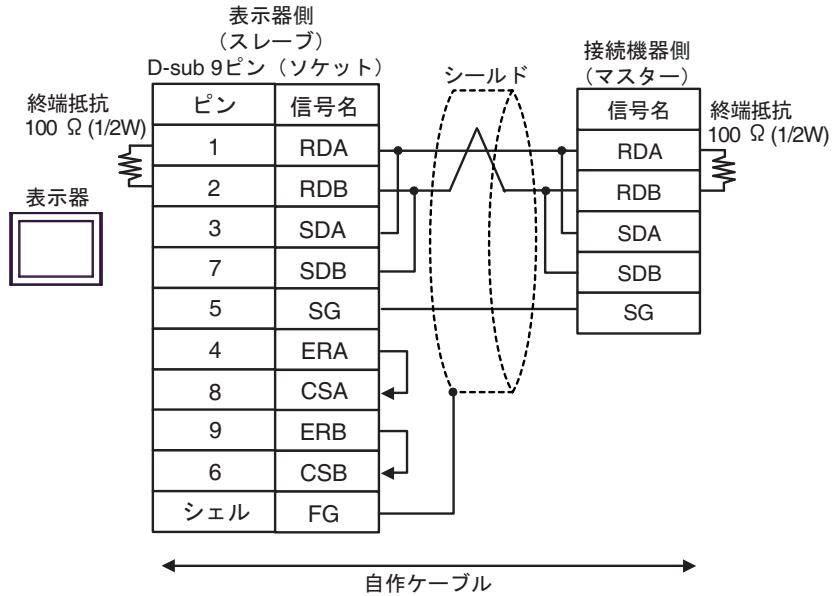 表示器側
（スレーブ）
D-sub 9ピン（ソケット）
シールド
接続機器側
（マスター）
終端抵抗
100 Ω (1/2W)
表示器
ピン 信号名
1 RDA
2 RDB
3 SDA
7 SDB
5 SG
4 ERA
8 CSA
9 ERB
6 CSB
シェル FG
信号名
RDA
RDB
SDA
SDB
SG
終端抵抗
100 Ω (1/2W)
自作ケーブル